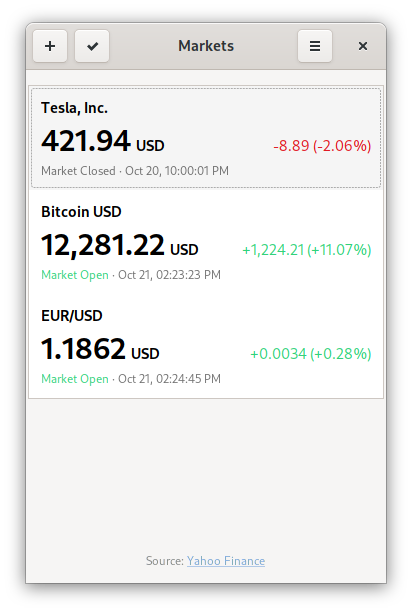 Markets
Tesla, Inc.
421.94 USD
-8.89 (-2.06%)
Market Closed · Oct 20, 10:00:01 PM
Bitcoin USD
12,281.22 USD
+1,224.21 (+11.07%)
Market Open · Oct 21, 02:23:23 PM
EUR/USD
1.1862 USD
+0.0034 (+0.28%)
Market Open · Oct 21, 02:24:45 PM
Source: Yahoo Finance